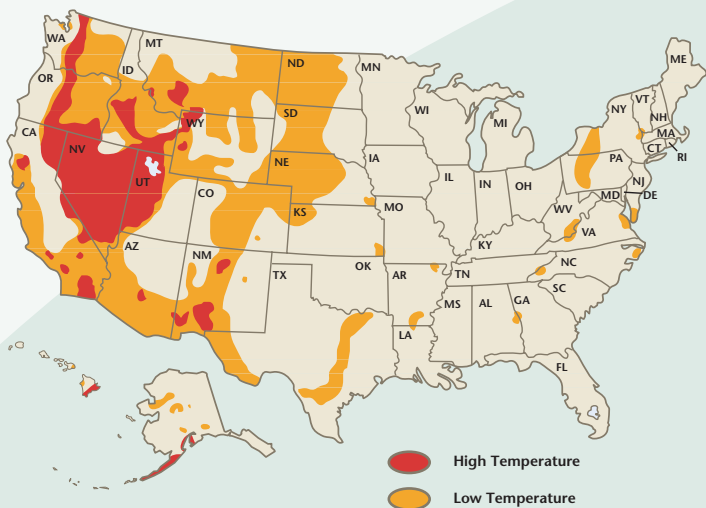 WA
MT
ND
MN
ME
OR
ID
SD
WI
MI
NY
VT
NH
MA
CT
RI
CA
NV
WY
NE
IA
PA
NJ
UT
CO
KS
MO
IL
IN
OH
WV
MD
DE
VA
KY
AZ
NM
TX
OK
AR
TN
NC
SC
MS
AL
GA
LA
FL
High Temperature
Low Temperature